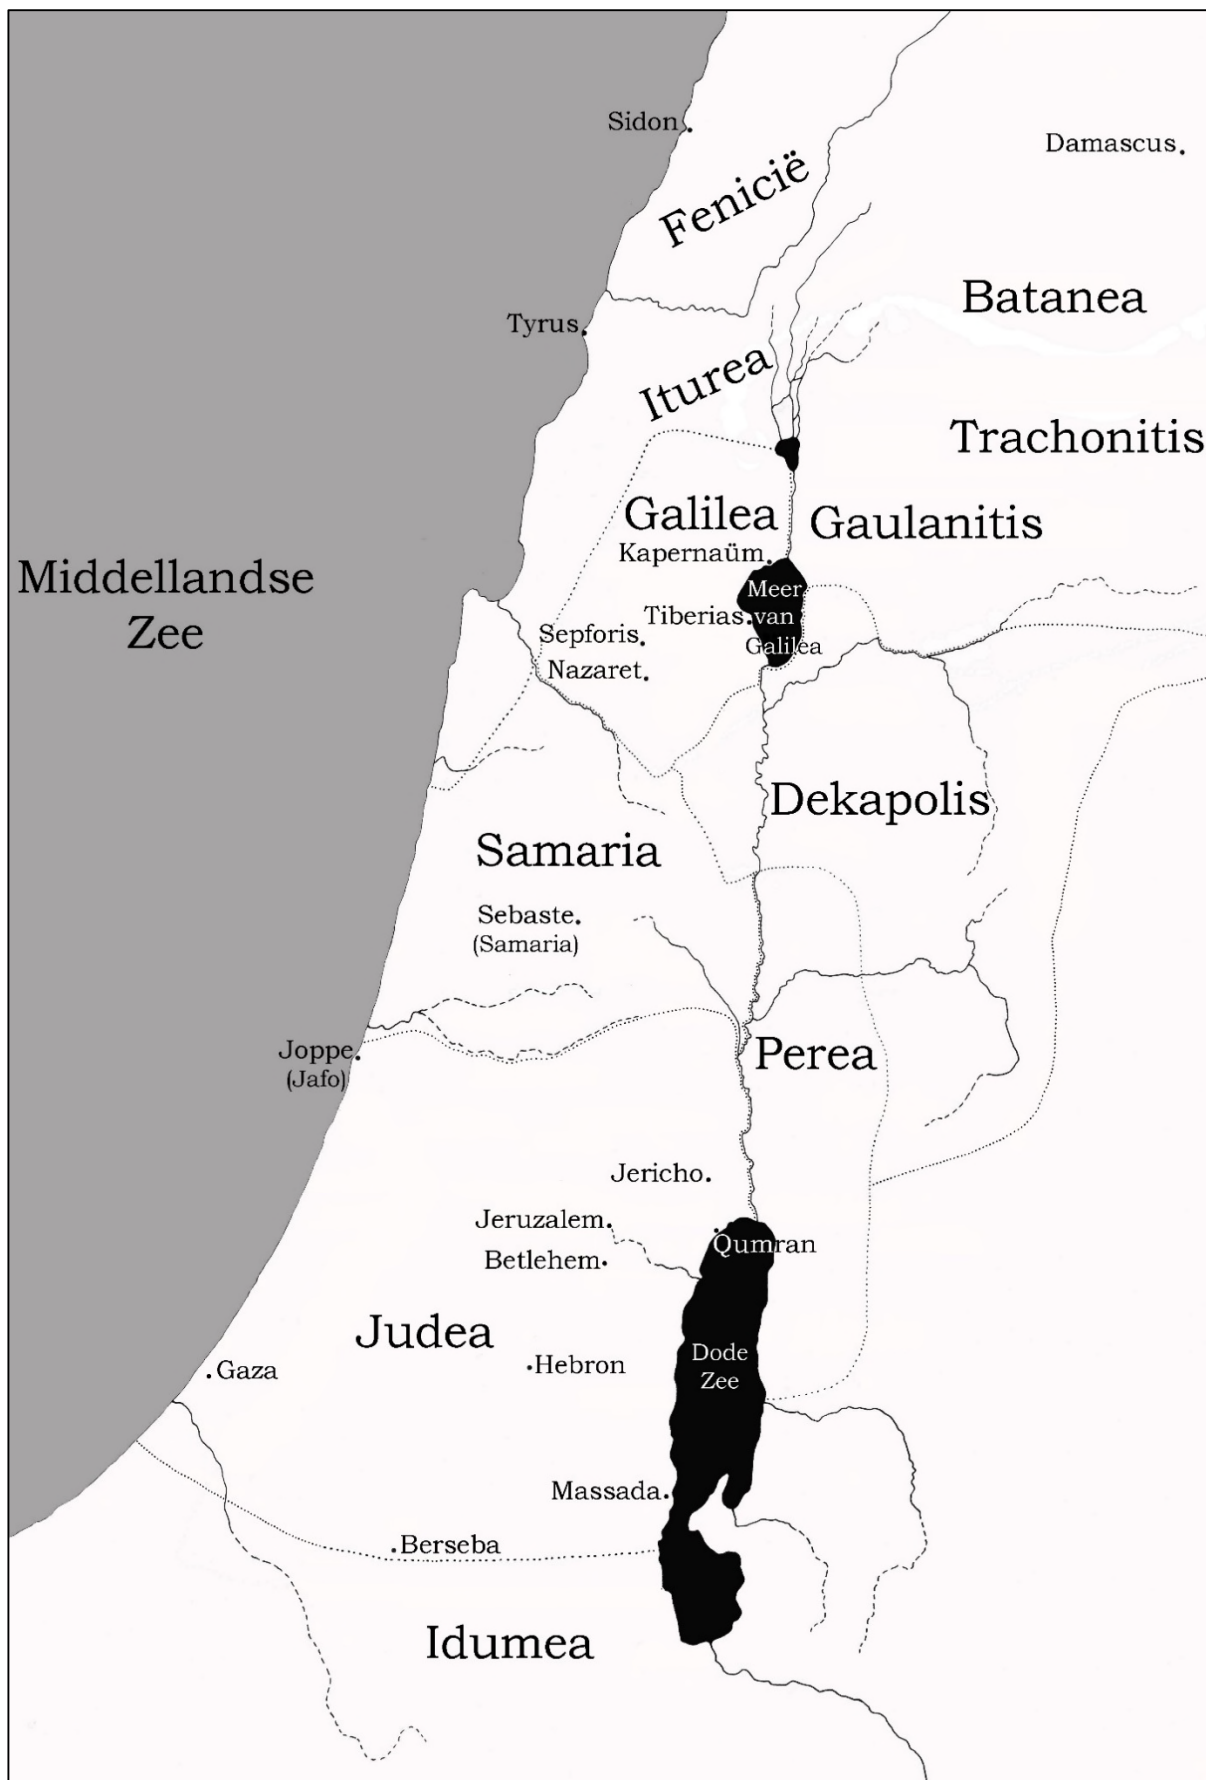 Sidon
Damascus
Fenicië
Batanea
Tyrus
Iturea
Trachonitis
Galilea
Gaulanitis
Kapernaüm
Middellandse
Zee
Meer
van
Galilea
Tiberias
Sepforis
Nazaret
Dekapolis
Samaria
Sebaste
(Samaria)
Joppe
(Jafo)
Perea
Jericho
Jeruzalem
Qumran
Betlehem
Judea
Dode
Zee
Hebron
Gaza
Massada
Berseba
Idumea